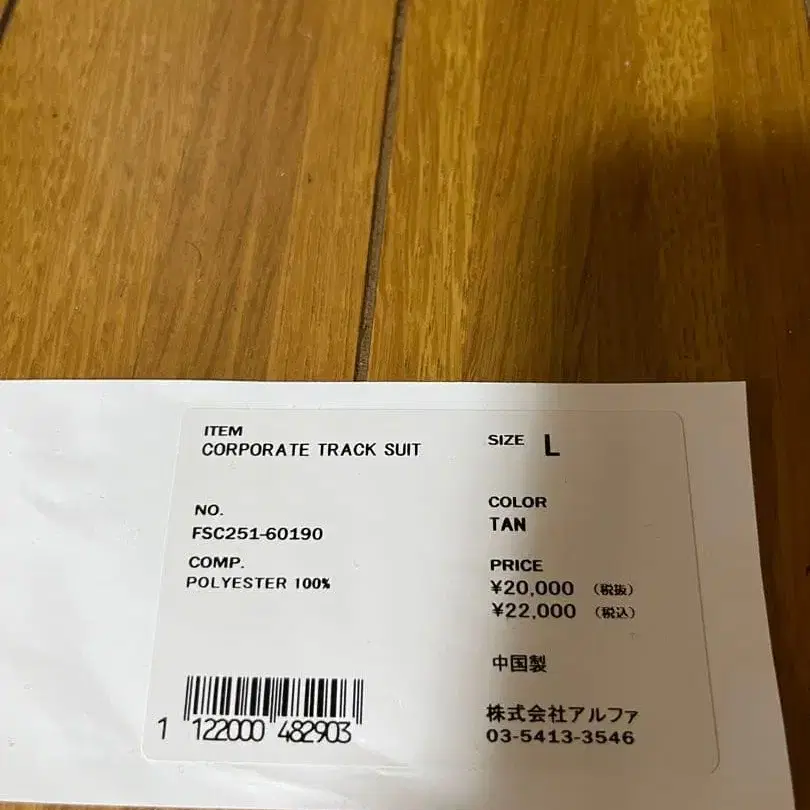 ITEM
CORPORATE TRACK SUIT
SIZE L
NO.
FSC251-60190
COLOR
TAN
COMP.
POLYESTER 100%
PRICE
¥20,000 (税抜)
¥22,000 (税込)
中国製
1 122000 482903
株式会社アルファ
03-5413-3546